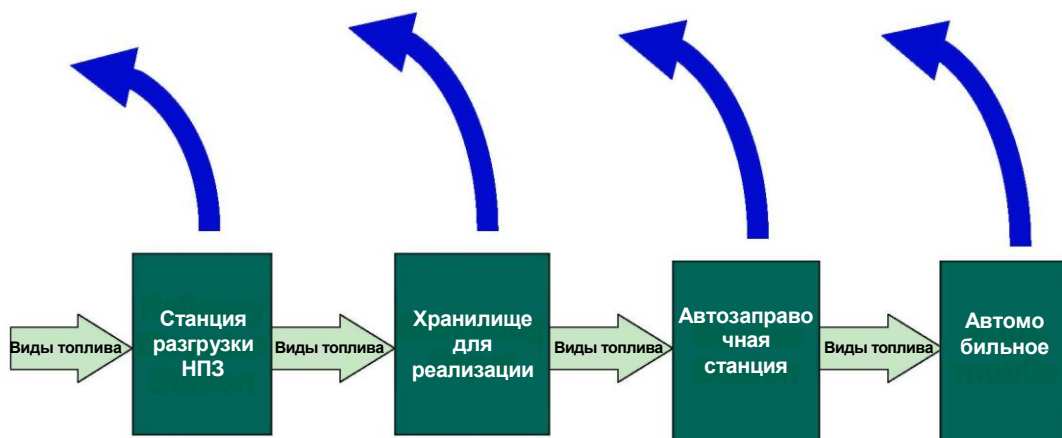 Виды топлива
Станция
разгрузки
НПЗ
Виды топлива
Хранилище
для
реализации
Виды топлива
Автозаправо
чная
станция
Виды топлива
Автомо
бильное